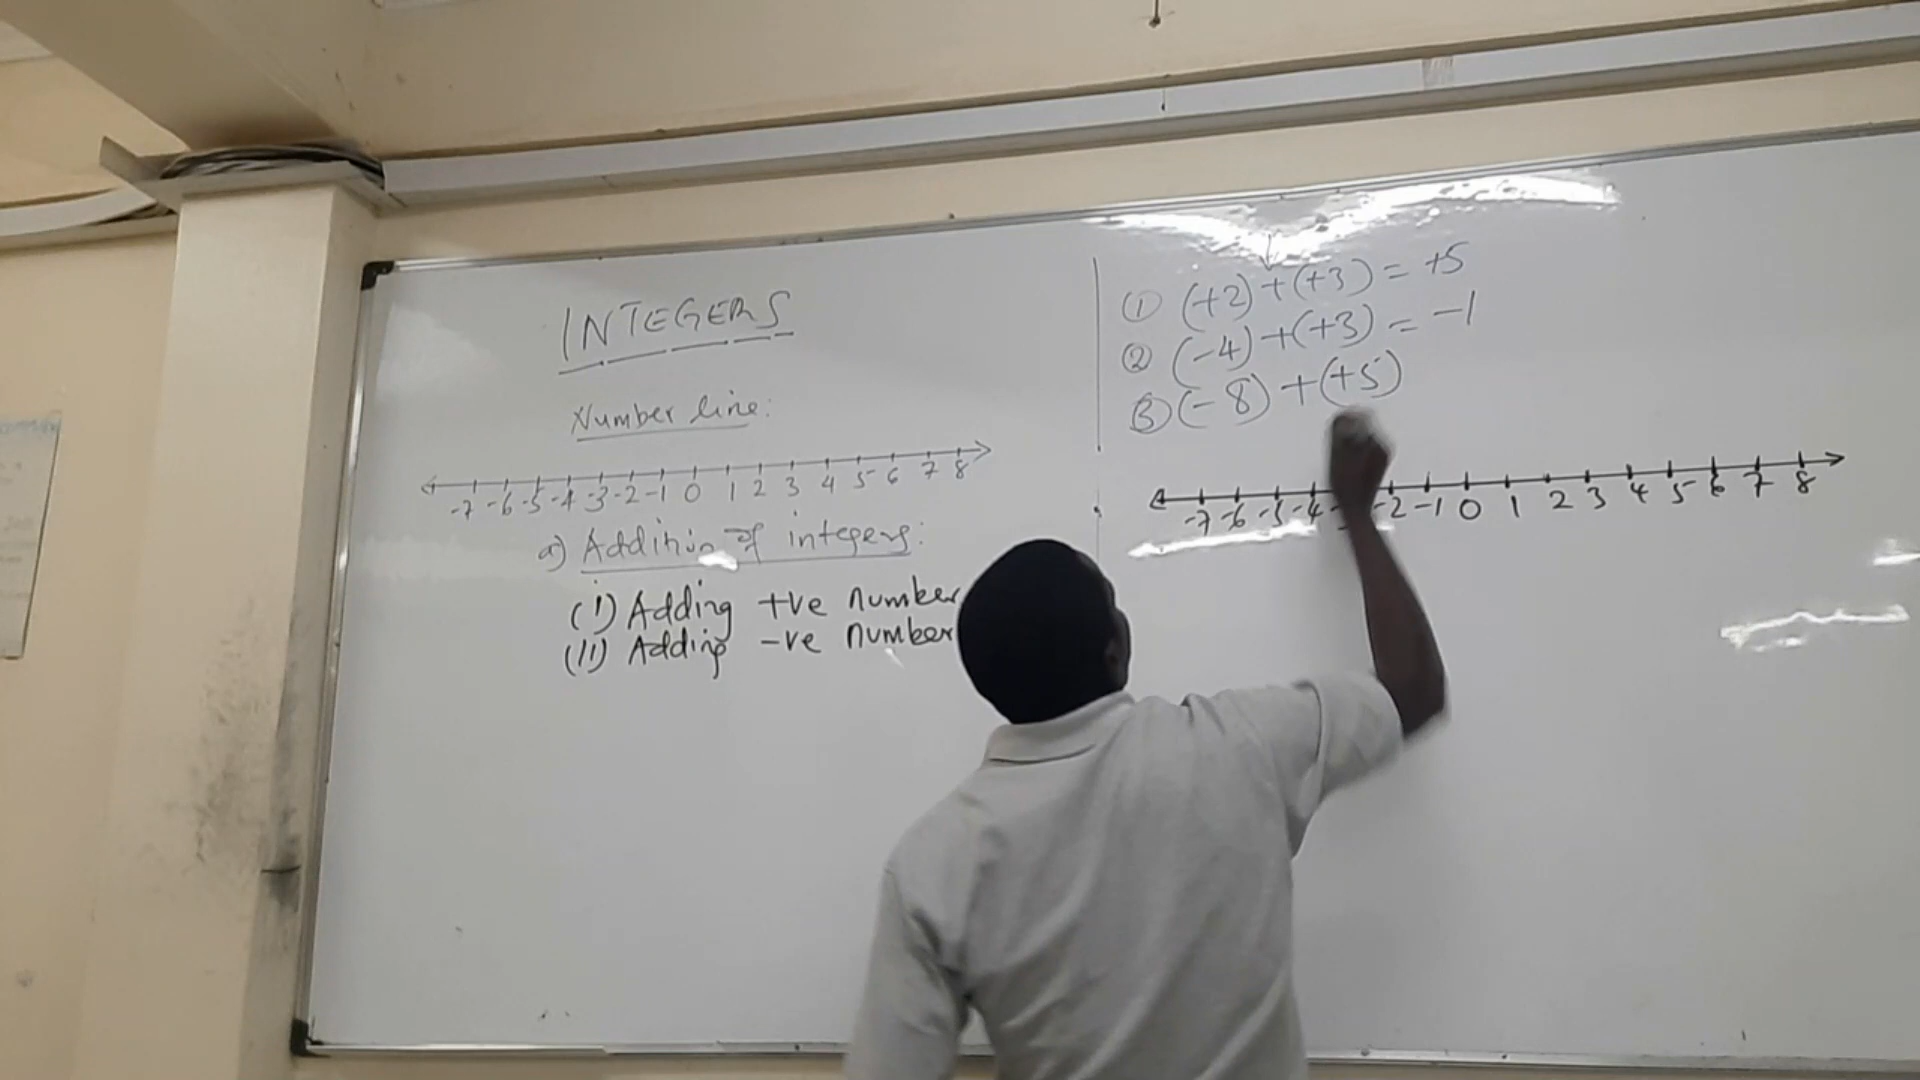 INTEGERS
Number line:
-7 -6 -5 -4 -3 -2 -1 0 1 2 3 4 5 6 7 8
a) Addition of integers:
(i) Adding +ve number
(ii) Adding -ve number
① (+2)+(+3) = +5
② (-4)+(+3) = -1
③ (-8)+(+5)
-7 -6 -5 -4 -2 -1 0 1 2 3 4 5 6 7 8